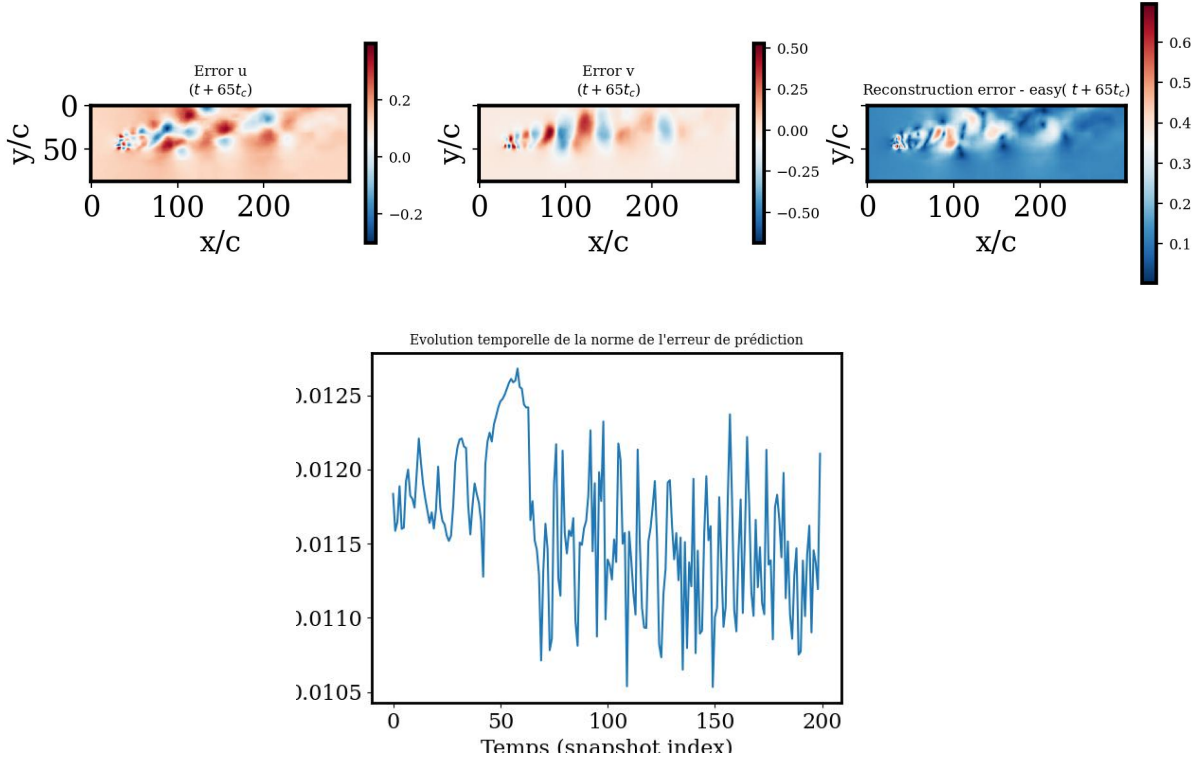 Error u
(t + 65t_c)
0
50
y/c
0 100 200
x/c
0.2
0.0
−0.2
Error v
(t + 65t_c)
y/c
0 100 200
x/c
0.50
0.25
0.00
−0.25
−0.50
Reconstruction error - easy( t + 65t_c)
y/c
0 100 200
x/c
0.6
0.5
0.4
0.3
0.2
0.1
Evolution temporelle de la norme de l'erreur de prédiction
0.0125
0.0120
0.0115
0.0110
0.0105
0 50 100 150 200
Temps (snapshot index)